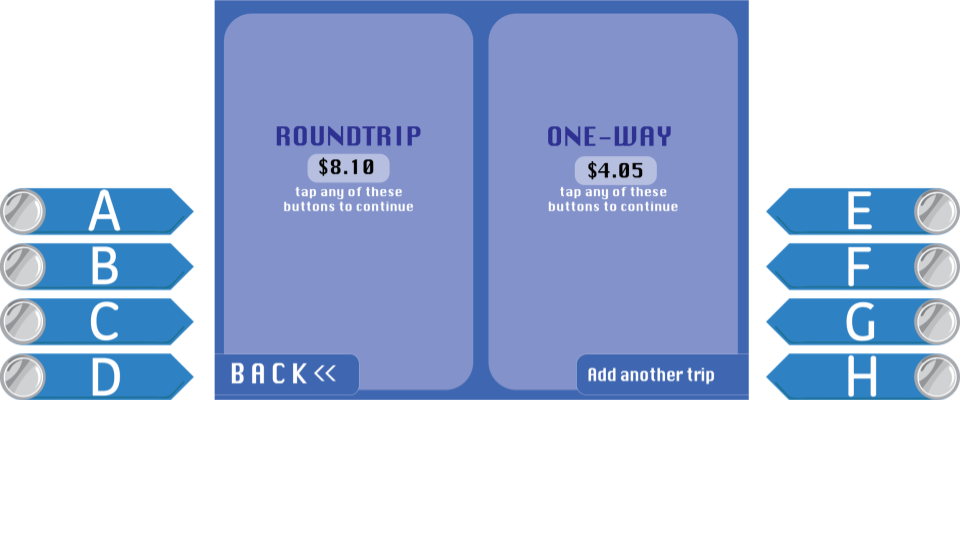 ROUNDTRIP
$8.10
tap any of these
buttons to continue
ONE-WAY
$4.05
tap any of these
buttons to continue
A
B
C
D
E
F
G
H
BACK<<
Add another trip